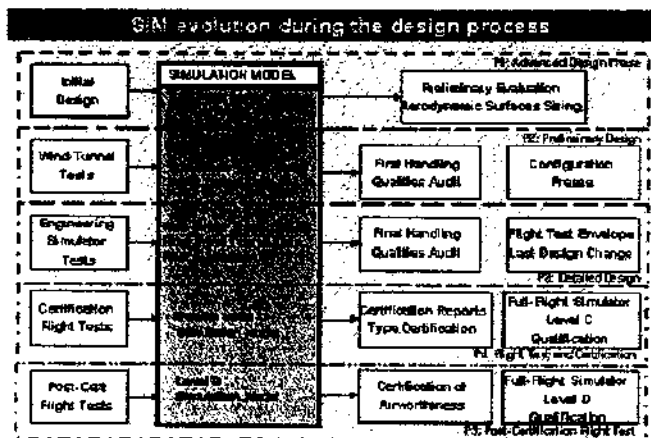 SIM evolution during the design process
P1: Advanced Design Phase
Initial
Design
SIMULATION MODEL
Preliminary Evaluation
Aerodynamic Surfaces Sizing
P2: Preliminary Design
Wind-Tunnel
Tests
First Handling
Qualities Audit
Configuration
Freeze
Engineering
Simulator
Tests
First Handling
Qualities Audit
Flight Test Envelope
Last Design Change
P3: Detailed Design
Certification
Flight Tests
Certification Reports
Type Certification
Full-Flight Simulator
Level C
Qualification
P4: Flight Test and Certification
Post-Cert
Flight Tests
Level D
Certification of
Airworthiness
Full-Flight Simulator
Level D
Qualification
P5: Post-Certification Flight Test